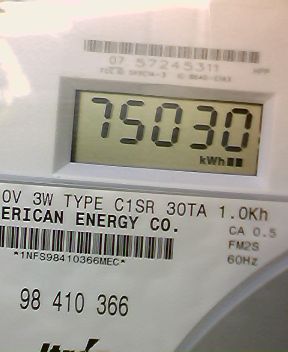 07 57245311
75030
kWh
0V 3W TYPE C1SR 30TA 1.0Kh
ERICAN ENERGY CO.
CA 0.5
FM2S
*1NFS98410366MEC*
60Hz
98 410 366